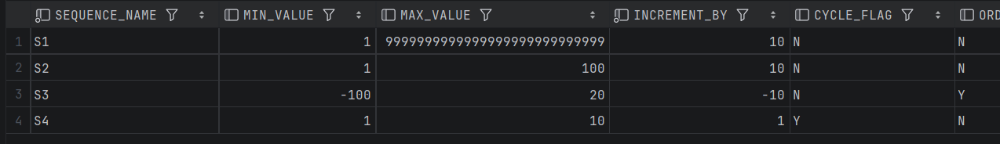 SEQUENCE_NAME MIN_VALUE MAX_VALUE INCREMENT_BY CYCLE_FLAG ORD
1 S1 1 9999999999999999999999999999 10 N N
2 S2 1 100 10 N N
3 S3 -100 20 -10 N Y
4 S4 1 10 1 Y N